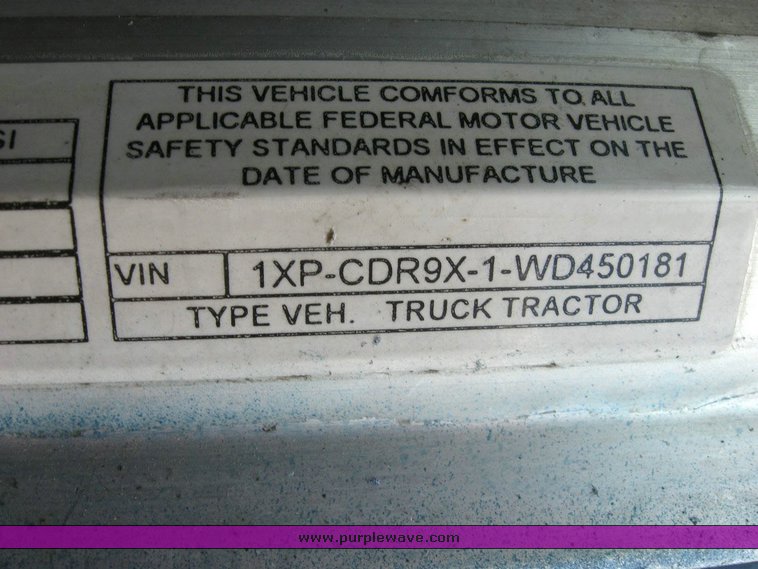 THIS VEHICLE COMFORMS TO ALL
APPLICABLE FEDERAL MOTOR VEHICLE
SAFETY STANDARDS IN EFFECT ON THE
DATE OF MANUFACTURE
SI
VIN 1XP-CDR9X-1-WD450181
TYPE VEH. TRUCK TRACTOR
www.purplewave.com